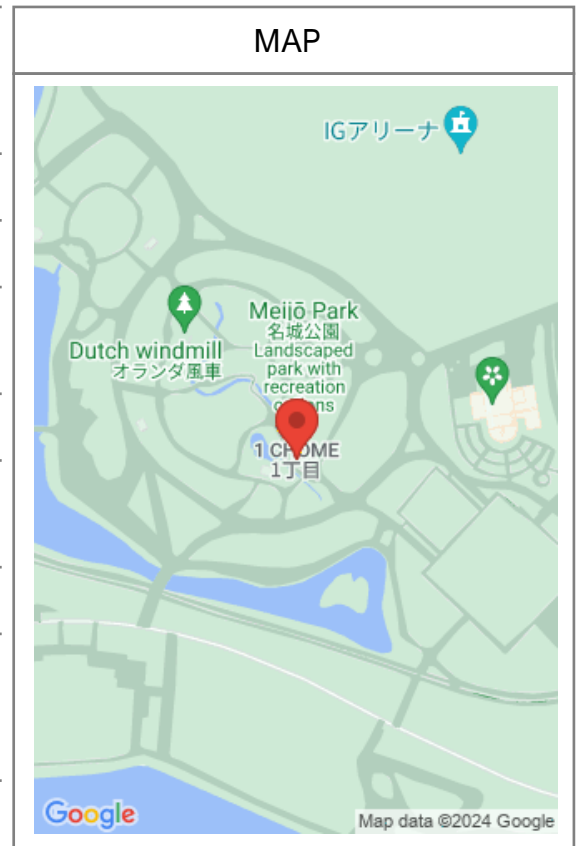 MAP
IGアリーナ
Meijō Park
名城公園
Landscaped
park with
recreation
Dutch windmill
オランダ風車
1 CHOME
1丁目
Google
Map data ©2024 Google